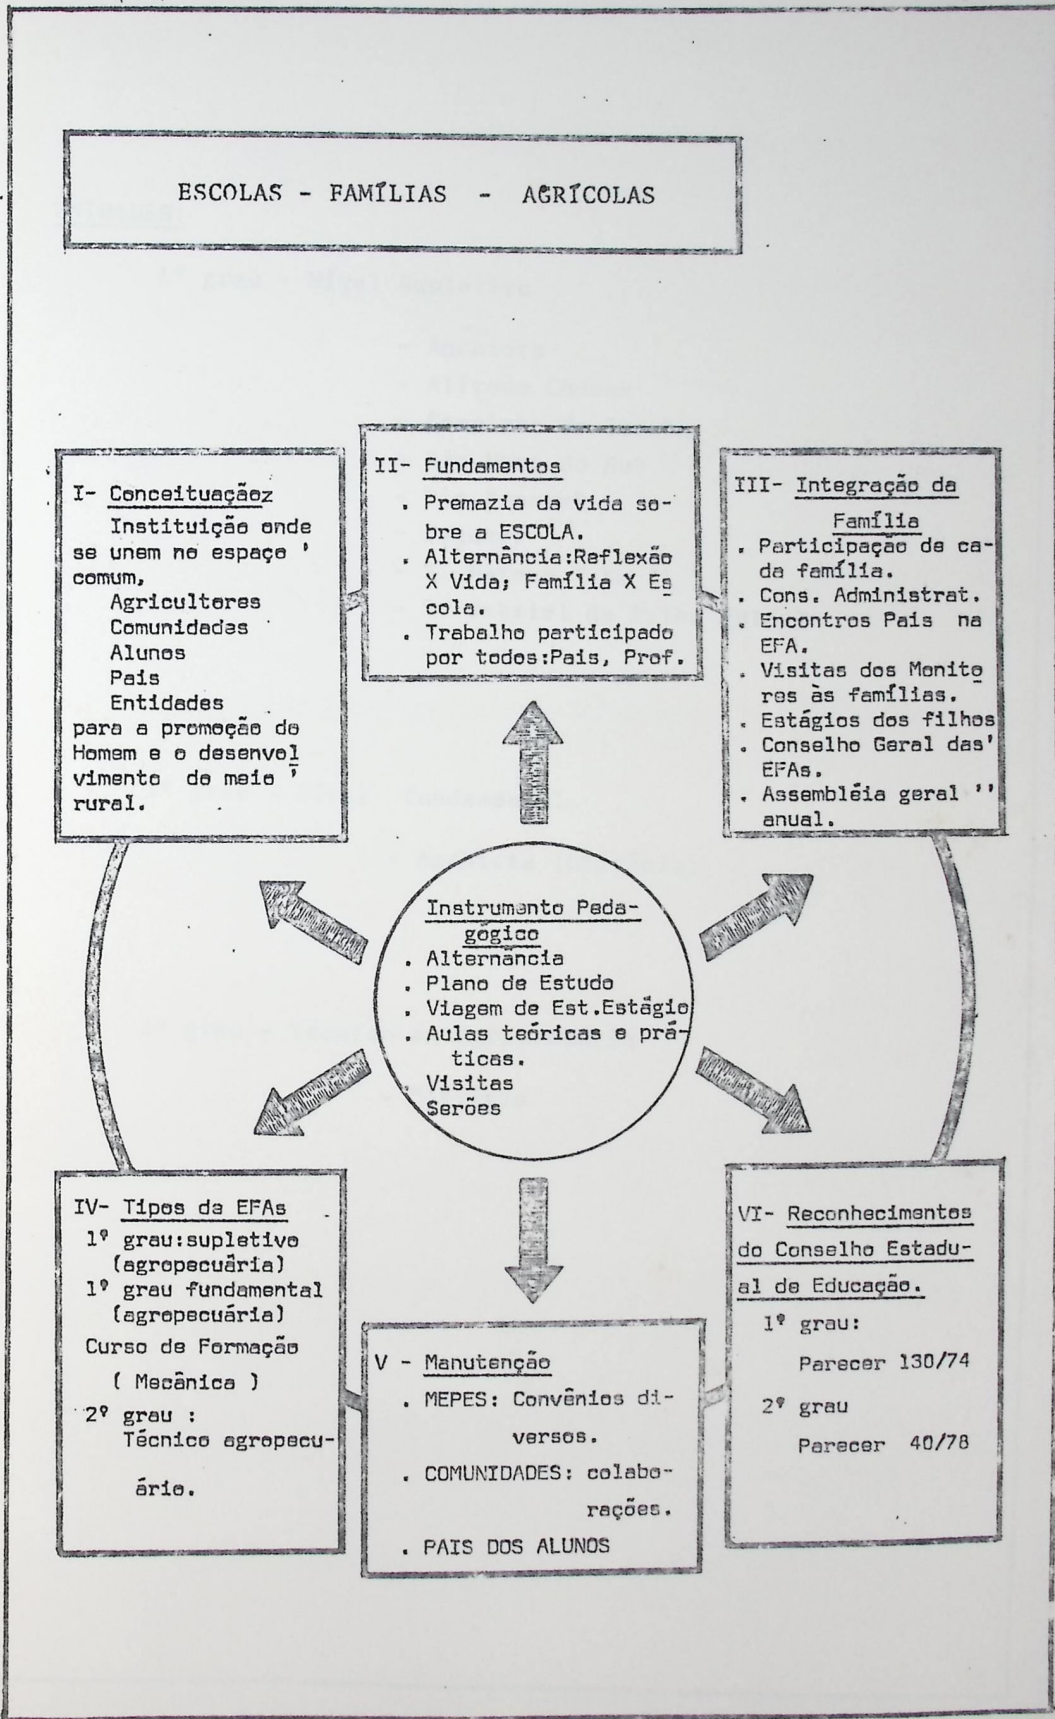 ESCOLAS - FAMÍLIAS - AGRÍCOLAS
I- Conceituaçãoz
Instituição onde
se unem no espaço '
comum,
Agricultores
Comunidadas
Alunos
Pais
Entidades
para a promoção do
Homem e o desenvol
vimento do meio '
rural.
II- Fundamentos
. Premazia da vida so-
bre a ESCOLA.
. Alternância:Reflexão
X Vida; Família X Es
cola.
. Trabalho participado
por todos:Pais, Prof.
III- Integração da
Família
. Participação de ca-
da família.
. Cons. Administrat.
. Encontros Pais na
EFA.
. Visitas dos Monito
res às famílias.
. Estágios dos filhos
. Conselho Geral das'
EFAs.
. Assembléia geral ''
anual.
Instrumento Peda-
gógico
. Alternância
. Plano de Estudo
. Viagem de Est.Estágio
. Aulas teóricas e prá-
ticas.
. Visitas
Serões
IV- Tipos de EFAs
1º grau:supletivo
(agropecuária)
1º grau fundamental
(agropecuária)
Curso de Formação
( Mecânica )
2º grau :
Técnico agropecu-
ário.
V - Manutenção
. MEPES: Convênios di-
versos.
. COMUNIDADES: colabo-
rações.
. PAIS DOS ALUNOS
VI- Reconhecimentos
do Conselho Estadu-
al de Educação.
1º grau:
Parecer 130/74
2º grau
Parecer 40/78